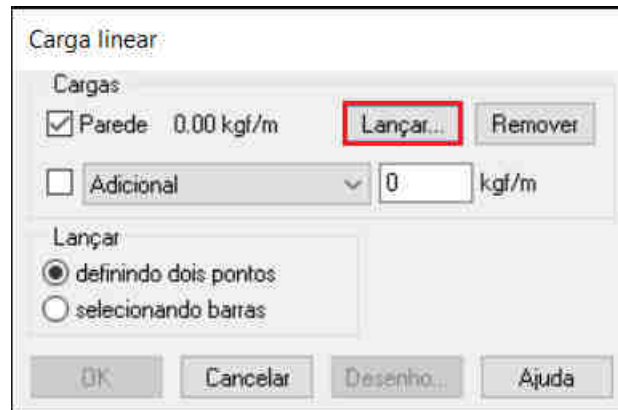 Carga linear
Cargas
Parede 0.00 kgf/m Lançar... Remover
Adicional 0 kgf/m
Lançar
definindo dois pontos
selecionando barras
OK Cancelar Desenho... Ajuda